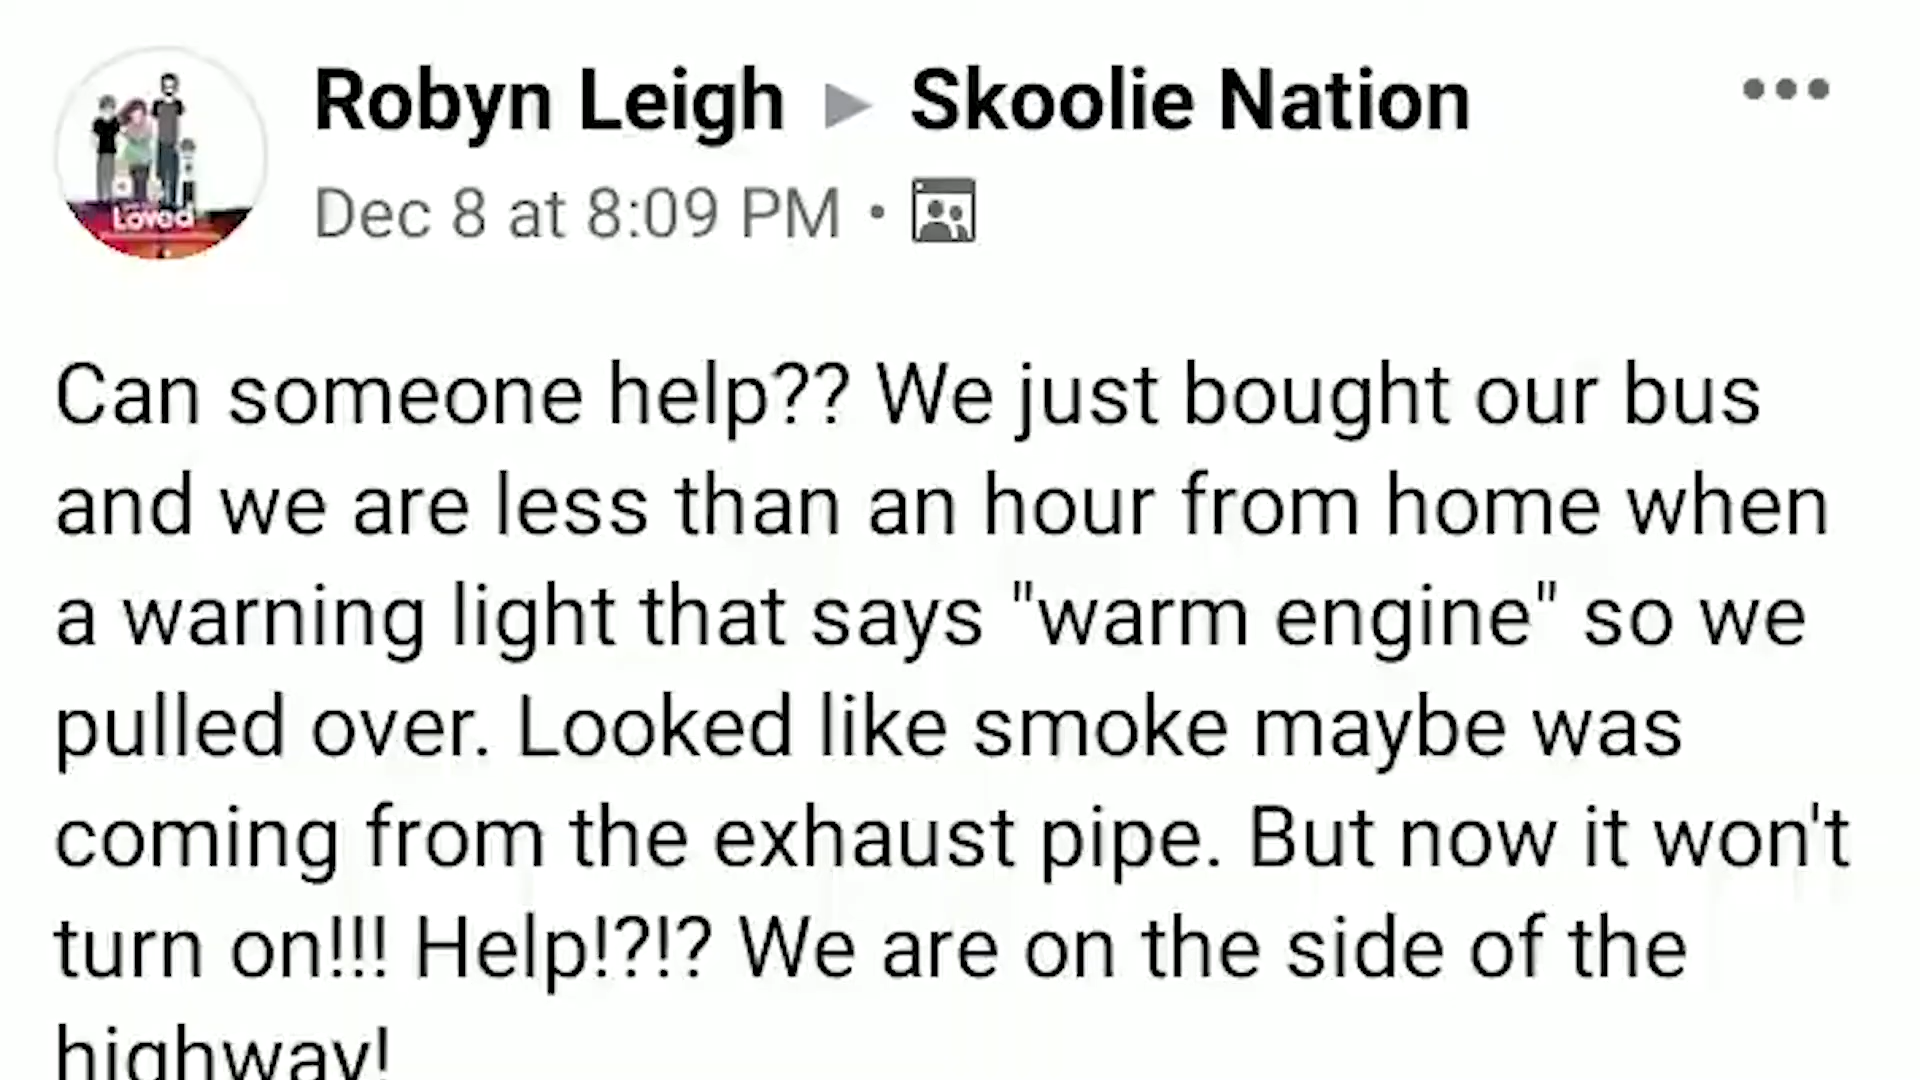 Robyn Leigh ▶ Skoolie Nation
Dec 8 at 8:09 PM ·
Loved
Can someone help?? We just bought our bus
and we are less than an hour from home when
a warning light that says "warm engine" so we
pulled over. Looked like smoke maybe was
coming from the exhaust pipe. But now it won't
turn on!!! Help!?!? We are on the side of the
highway!